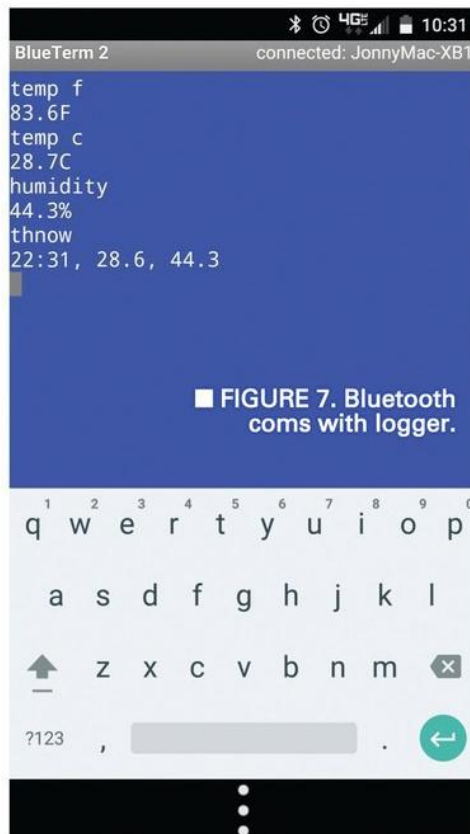 4G 10:31
BlueTerm 2 connected: JonnyMac-XB1
temp f
83.6F
temp c
28.7C
humidity
44.3%
thnow
22:31, 28.6, 44.3
FIGURE 7. Bluetooth
coms with logger.
1 2 3 4 5 6 7 8 9 0
q w e r t y u i o p
a s d f g h j k l
z x c v b n m
?123 , .